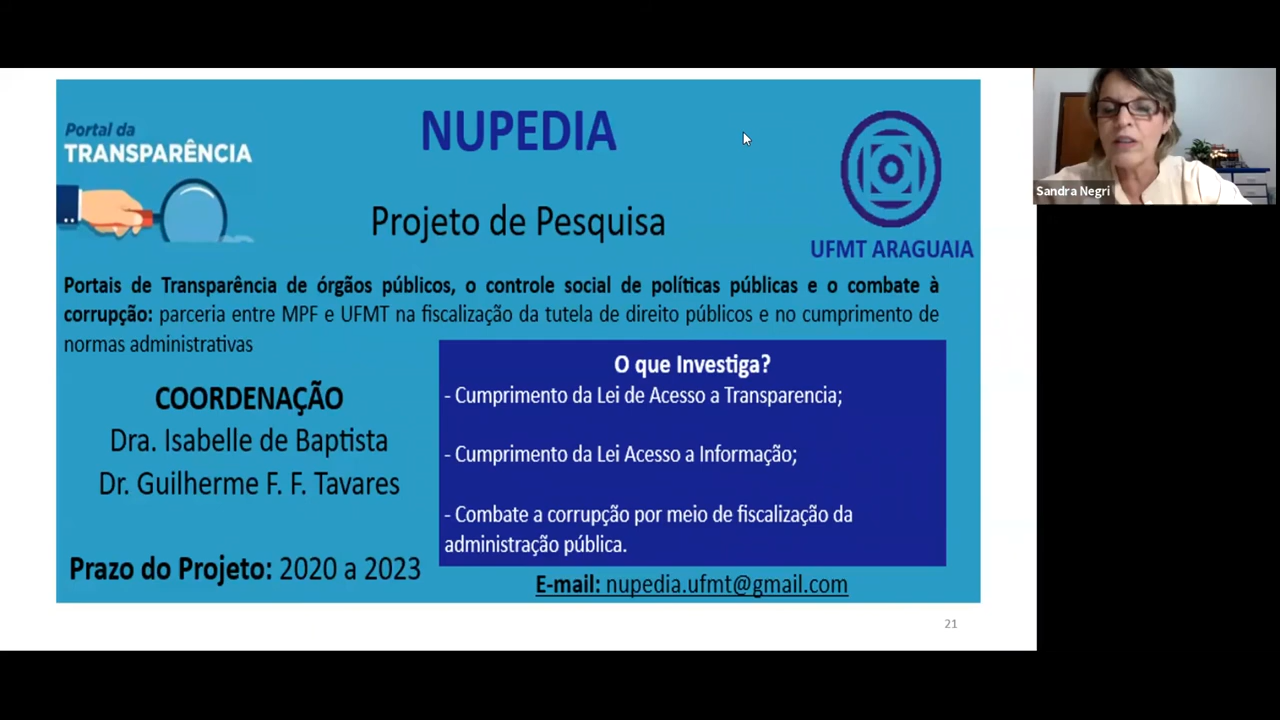 Portal da
TRANSPARÊNCIA
NUPEDIA
Projeto de Pesquisa
UFMT ARAGUAIA
Sandra Negri
Portais de Transparência de órgãos públicos, o controle social de políticas públicas e o combate à
corrupção: parceria entre MPF e UFMT na fiscalização da tutela de direito públicos e no cumprimento de
normas administrativas
COORDENAÇÃO
Dra. Isabelle de Baptista
Dr. Guilherme F. F. Tavares
Prazo do Projeto: 2020 a 2023
O que Investiga?
- Cumprimento da Lei de Acesso a Transparencia;
- Cumprimento da Lei Acesso a Informação;
- Combate a corrupção por meio de fiscalização da
administração pública.
E-mail: nupedia.ufmt@gmail.com
21